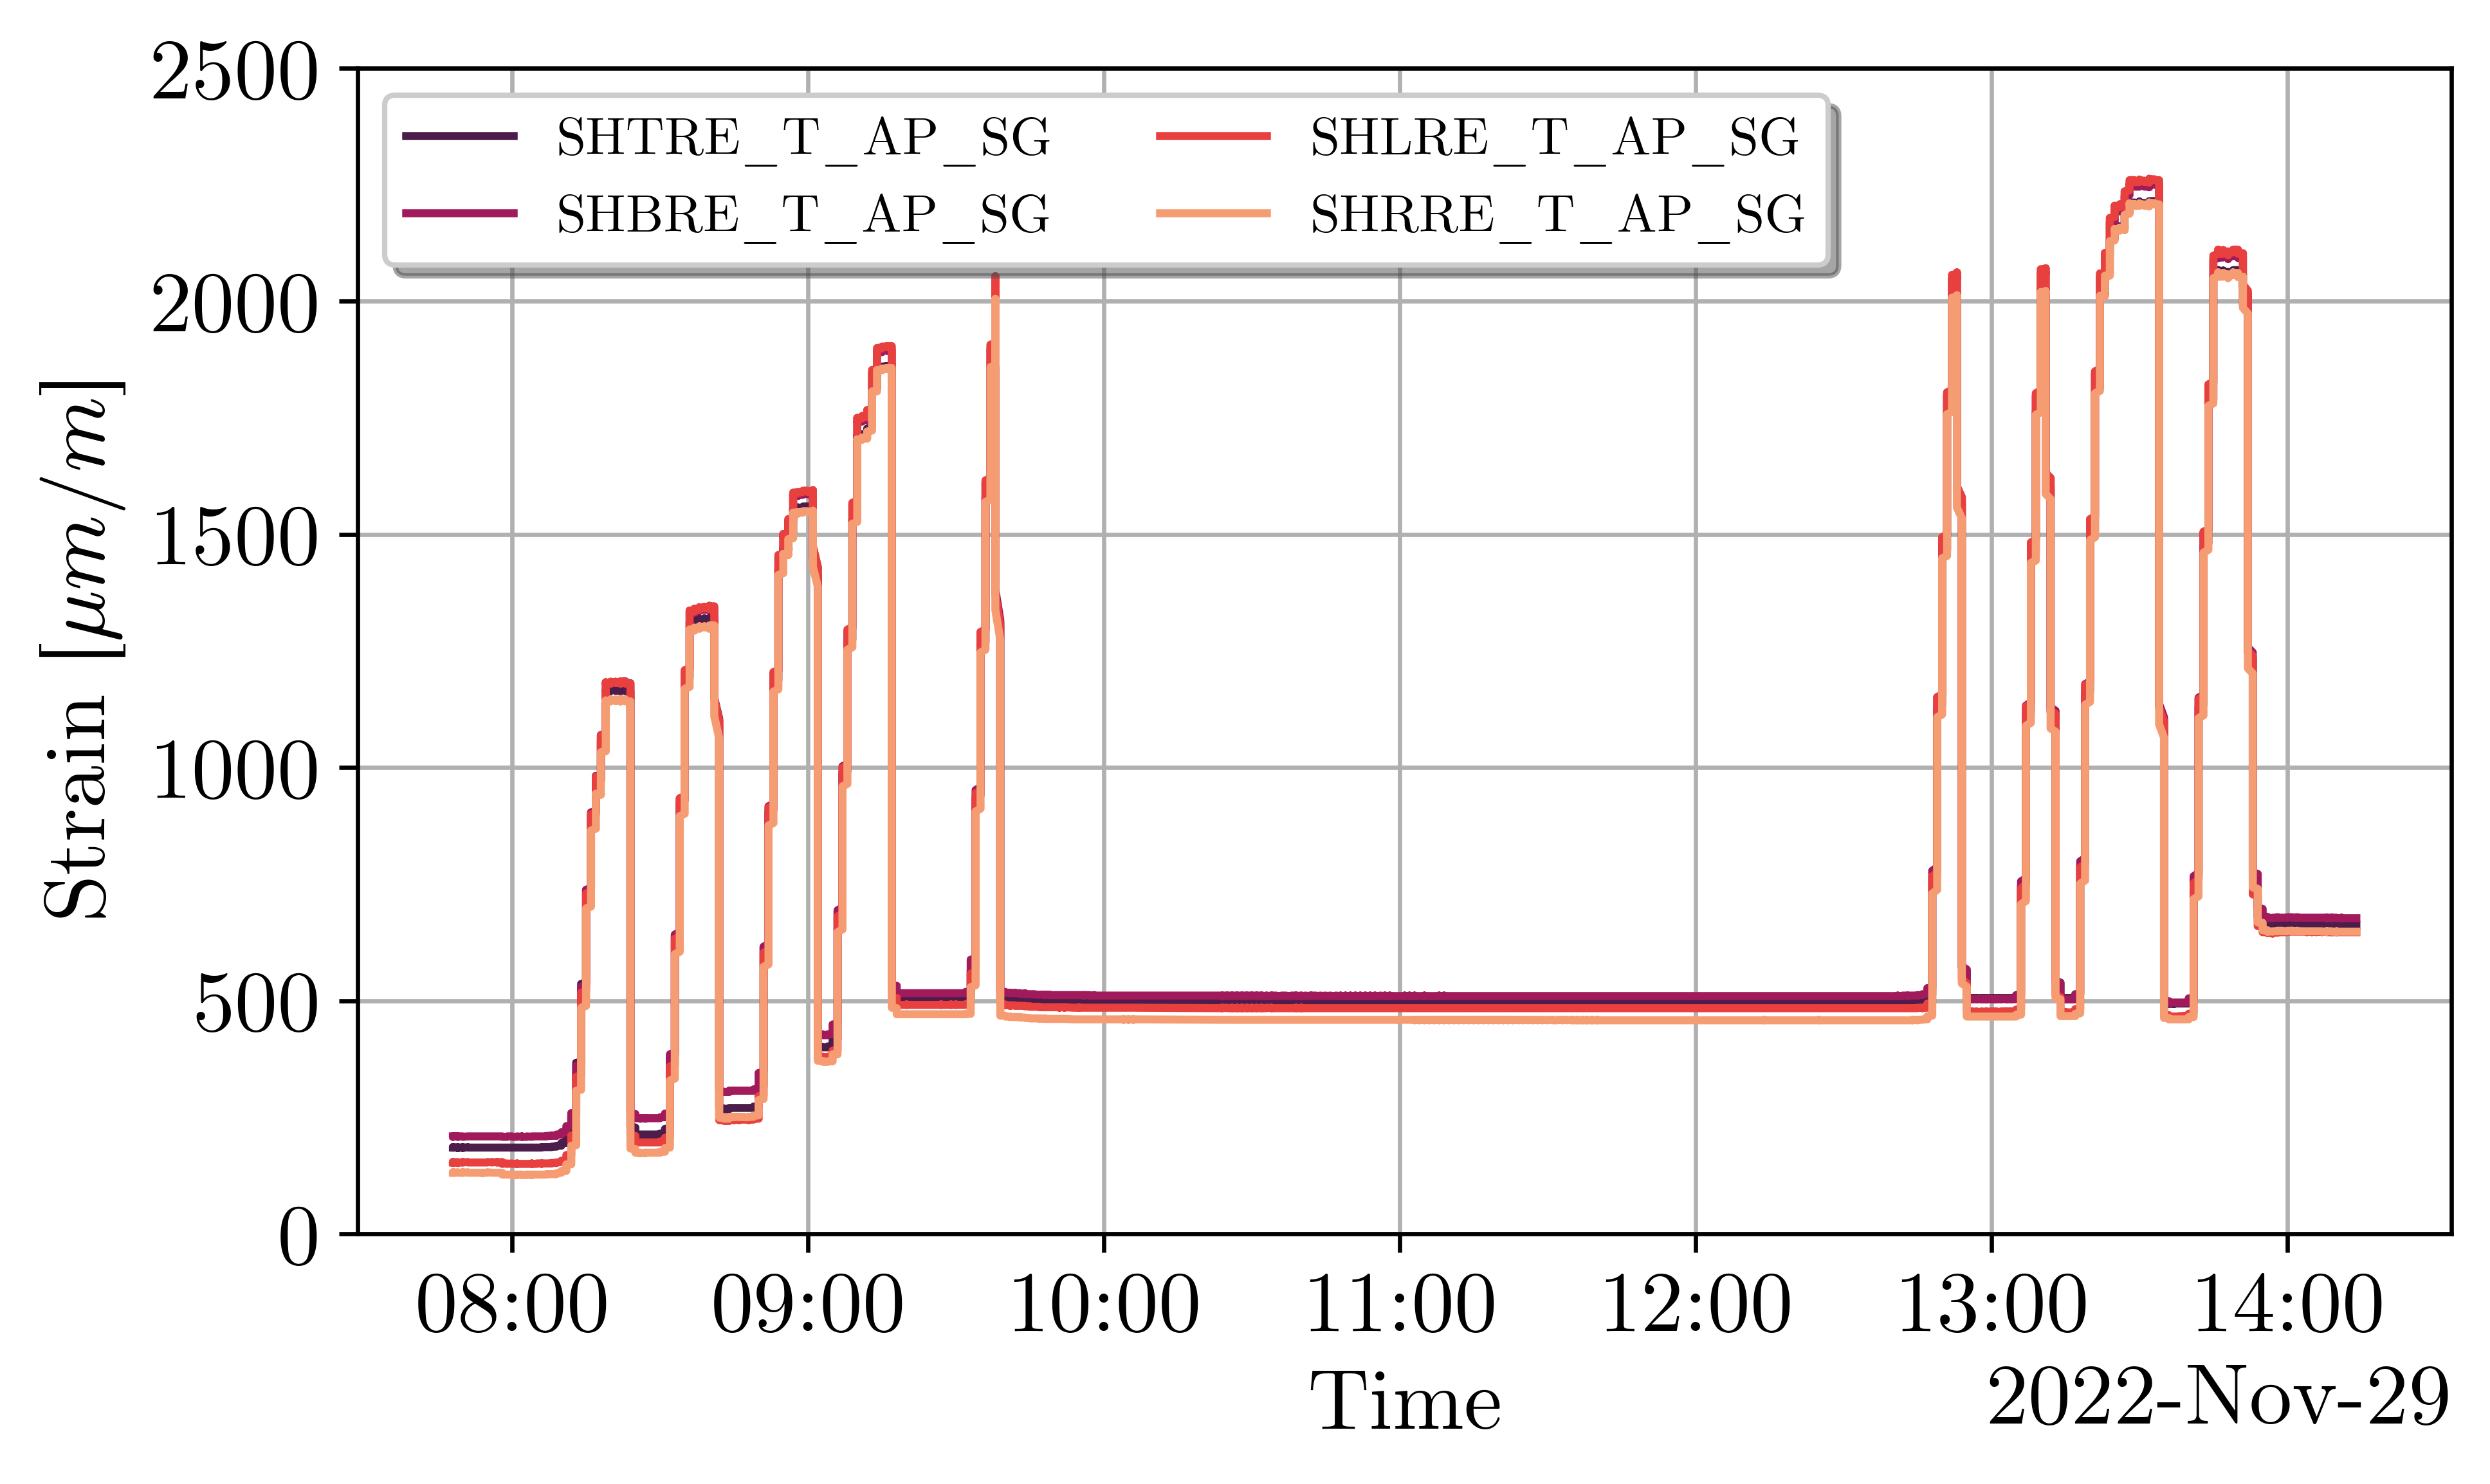 Strain [μm/m]
2500
2000
1500
1000
500
0
SHTRE_T_AP_SG
SHBRE_T_AP_SG
SHLRE_T_AP_SG
SHRRE_T_AP_SG
08:00 09:00 10:00 11:00 12:00 13:00 14:00
Time
2022-Nov-29